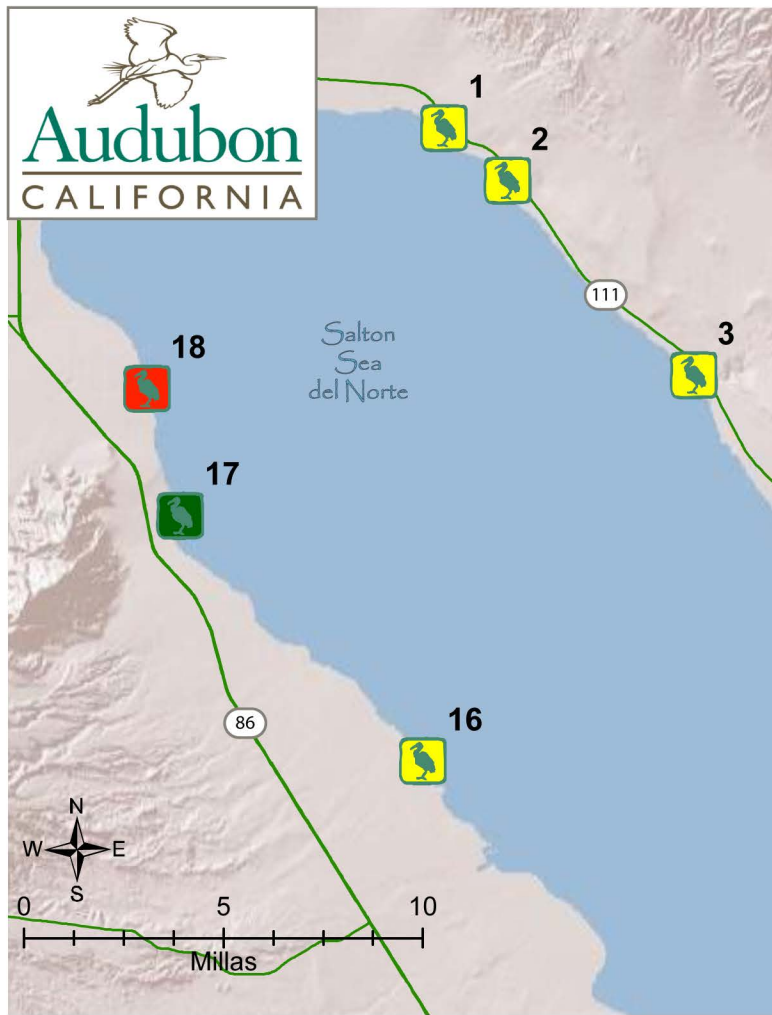 Audubon
CALIFORNIA
1
2
111
3
Salton
Sea
del Norte
18
17
16
86
N
W E
S
0 5 10
Millas